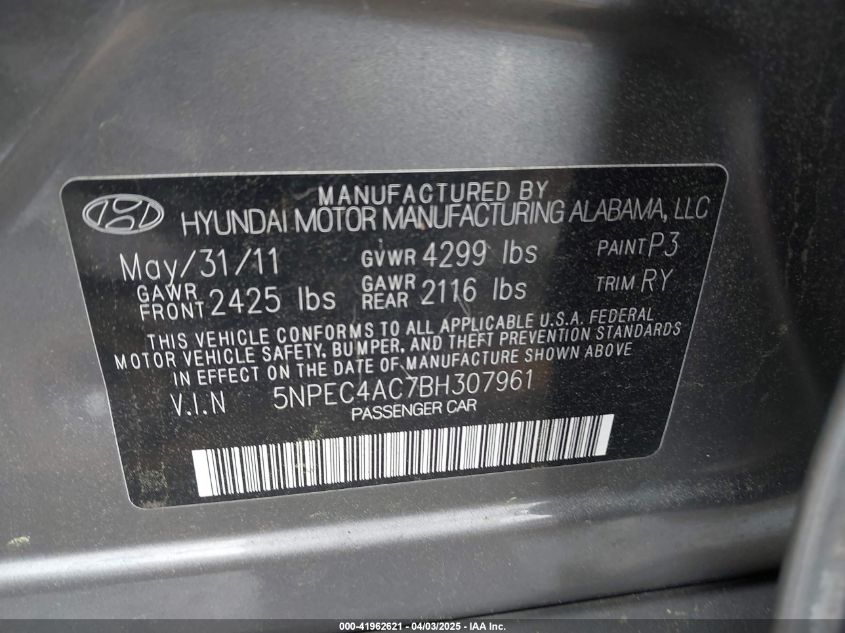 MANUFACTURED BY
HYUNDAI MOTOR MANUFACTURING ALABAMA, LLC
May/31/11 GVWR 4299 lbs PAINT P3
GAWR FRONT 2425 lbs GAWR REAR 2116 lbs TRIM RY
THIS VEHICLE CONFORMS TO ALL APPLICABLE U.S.A. FEDERAL
MOTOR VEHICLE SAFETY, BUMPER, AND THEFT PREVENTION STANDARDS
IN EFFECT ON THE DATE OF MANUFACTURE SHOWN ABOVE
V.I.N 5NPEC4AC7BH307961
PASSENGER CAR
000-41962621 - 04/03/2025 - IAA Inc.